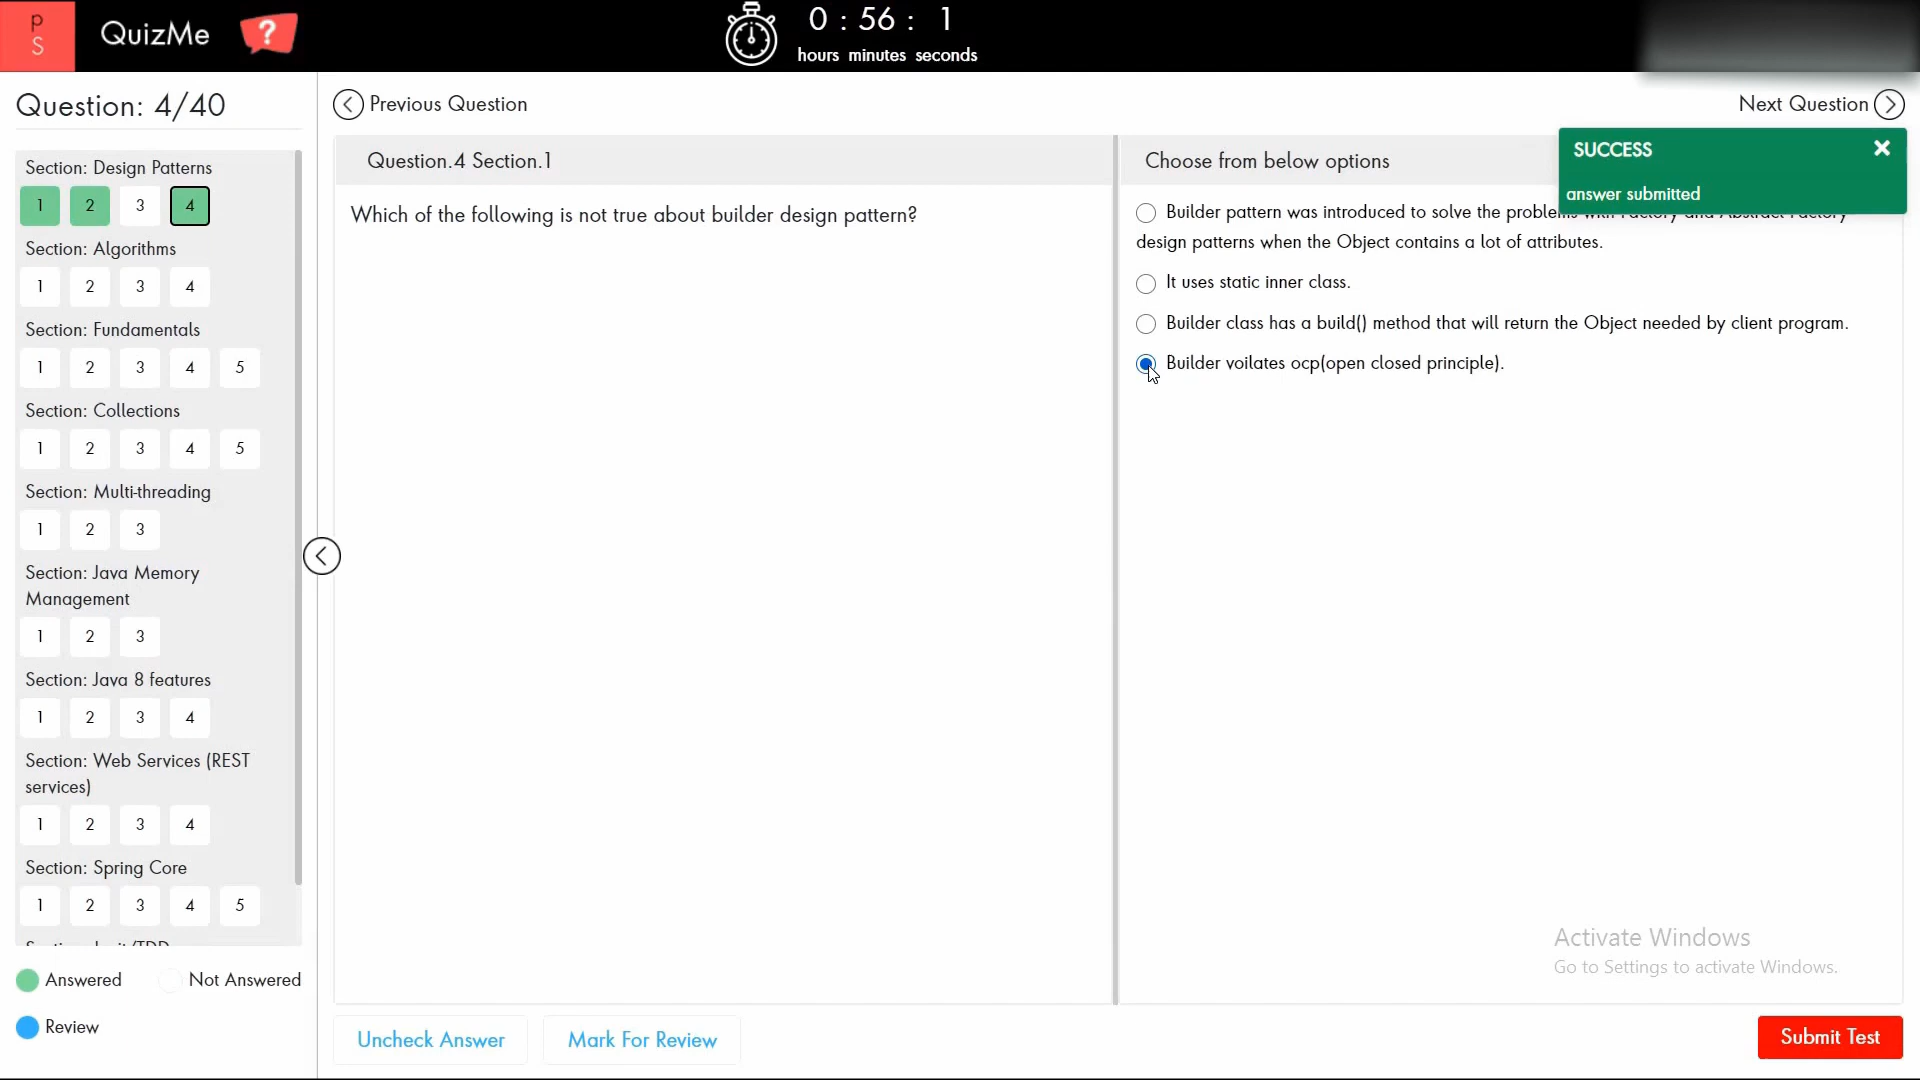 P
S
QuizMe
?
0 : 56 : 1
hours minutes seconds
Question: 4/40
Previous Question
Next Question
Section: Design Patterns
1 2 3 4
Section: Algorithms
1 2 3 4
Section: Fundamentals
1 2 3 4 5
Section: Collections
1 2 3 4 5
Section: Multi-threading
1 2 3
Section: Java Memory
Management
1 2 3
Section: Java 8 features
1 2 3 4
Section: Web Services (REST
services)
1 2 3 4
Section: Spring Core
1 2 3 4 5
Answered
Not Answered
Review
Question.4 Section.1
Which of the following is not true about builder design pattern?
Choose from below options
SUCCESS
answer submitted
Builder pattern was introduced to solve the problems with Factory and Abstract Factory
design patterns when the Object contains a lot of attributes.
It uses static inner class.
Builder class has a build() method that will return the Object needed by client program.
Builder voilates ocp(open closed principle).
Activate Windows
Go to Settings to activate Windows.
Uncheck Answer
Mark For Review
Submit Test